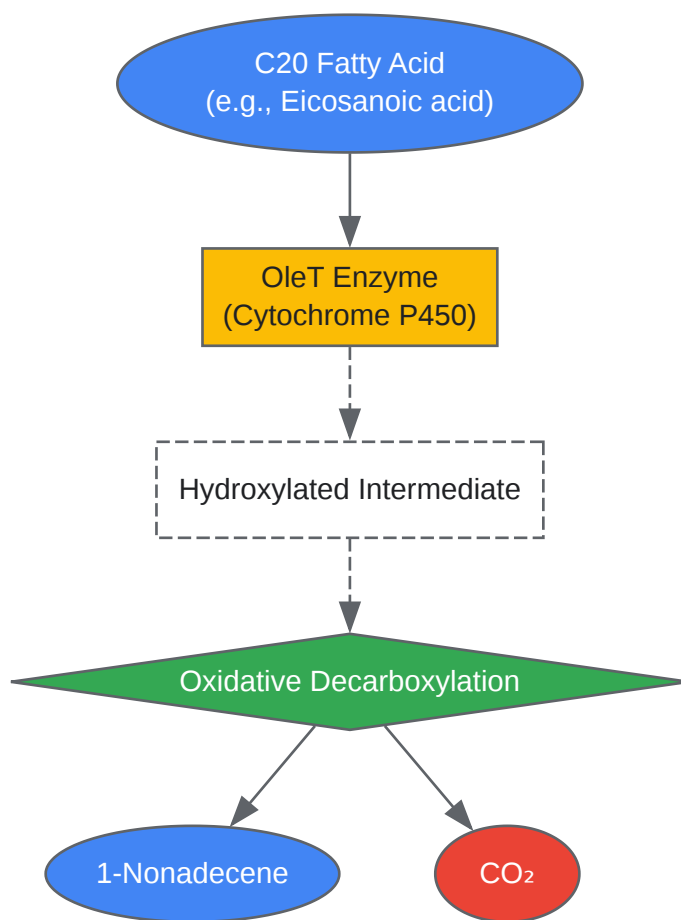 C20 Fatty Acid
(e.g., Eicosanoic acid)
OleT Enzyme
(Cytochrome P450)
Hydroxylated Intermediate
Oxidative Decarboxylation
1-Nonadecene
CO₂